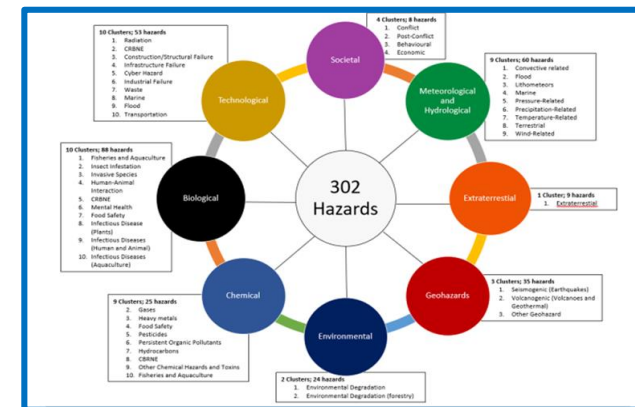 4 Clusters; 8 hazards
1. Conflict
2. Post-Conflict
3. Behavioural
4. Economic
Societal
10 Clusters; 53 hazards
1. Radiation
2. CRBNE
3. Construction/Structural Failure
4. Infrastructure Failure
5. Cyber Hazard
6. Industrial Failure
7. Waste
8. Marine
9. Flood
10. Transportation
Technological
Meteorological
and
Hydrological
9 Clusters; 60 hazards
1. Convective related
2. Flood
3. Lithometeors
4. Marine
5. Pressure-Related
6. Precipitation-Related
7. Temperature-Related
8. Terrestrial
9. Wind-Related
10 Clusters; 88 hazards
1. Fisheries and Aquaculture
2. Insect Infestation
3. Invasive Species
4. Human-Animal
Interaction
5. CRBNE
6. Mental Health
7. Food Safety
8. Infectious Disease
(Plants)
9. Infectious Diseases
(Human and Animal)
10. Infectious Diseases
(Aquaculture)
Biological
302
Hazards
Extraterrestial
1 Cluster; 9 hazards
1. Extraterrestial
9 Clusters; 25 hazards
2. Gases
3. Heavy metals
4. Food Safety
5. Pesticides
6. Persistent Organic Pollutants
7. Hydrocarbons
8. CBRNE
9. Other Chemical Hazards and Toxins
10. Fisheries and Aquaculture
Chemical
Geohazards
3 Clusters; 35 hazards
1. Seismogenic (Earthquakes)
2. Volcanogenic (Volcanoes and
Geothermal)
3. Other Geohazard
Environmental
2 Clusters; 24 hazards
1. Environmental Degradation
2. Environmental Degradation (forestry)